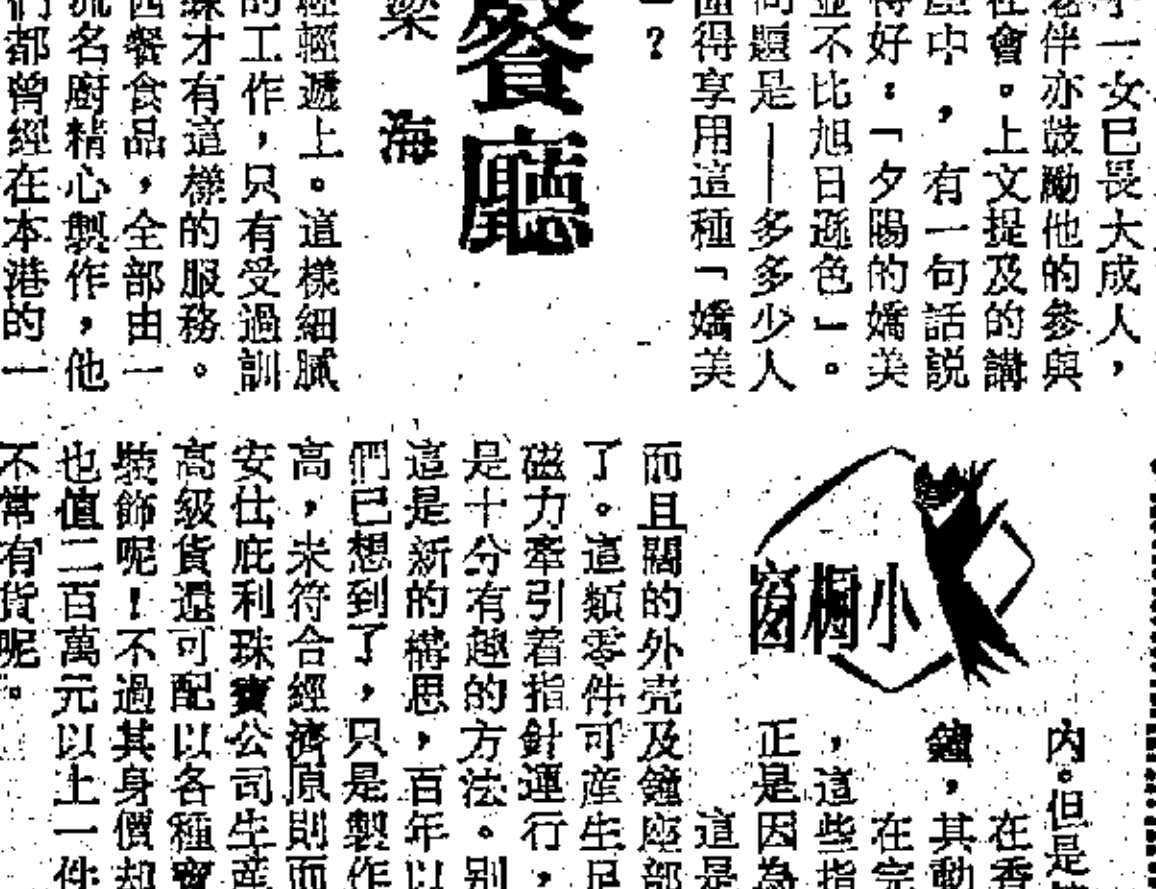 子一女已畏大成人，
老伴亦鼓勵他的參與
社會。上文提及的講
座中，有一句話說
得好：「夕陽的嬌美
並不比旭日遜色」。
問題是——多多少人
值得享用這種「嬌美
」？
餐廳
梁海
輕輕遞上。道樣細膩
的工作，只有受過訓
練才有這樣的服務。
西餐食品，全部由一
流名廚精心製作，他
們都曾經在本港的一
小櫥窗
內。但是
在香
鐘，其動
在完
，這些指
正是因為
這是
而且關的外壳及鐘座部
了。這類零件可產生足
磁力牽引着指針運行，
是十分有趣的方法。別
這是新的構思，百年以
們已想到了，只是製作
高，未符合經濟原則而
安仕庇利珠寶公司生產
高級貨還可配以各種寶
裝飾呢！不過其身價却
也值二百萬元以上一件
不常有貨呢。